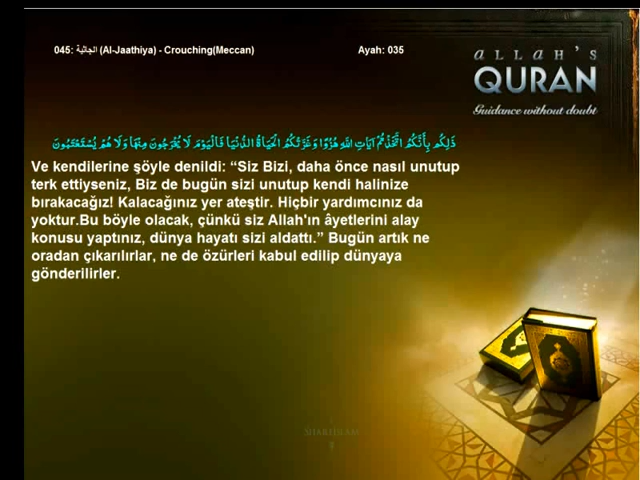 045: الجاثية (Al-Jaathiya) - Crouching(Meccan) Ayah: 035
ALLAH'S
QURAN
Guidance without doubt
ذَلِكُم بِأَنَّكُمُ اتَّخَذْتُمْ آيَاتِ اللَّهِ هُزُوًا وَغَرَّتْكُمُ الْحَيَاةُ الدُّنْيَا فَالْيَوْمَ لَا يُخْرَجُونَ مِنْهَا وَلَا هُمْ يُسْتَعْتَبُونَ
Ve kendilerine şöyle denildi: “Siz Bizi, daha önce nasıl unutup
terk ettiyseniz, Biz de bugün sizi unutup kendi halinize
bırakacağız! Kalacağınız yer ateştir. Hiçbir yardımcınız da
yoktur.Bu böyle olacak, çünkü siz Allah'ın âyetlerini alay
konusu yaptınız, dünya hayatı sizi aldattı.” Bugün artık ne
oradan çıkarılırlar, ne de özürleri kabul edilip dünyaya
gönderilirler.